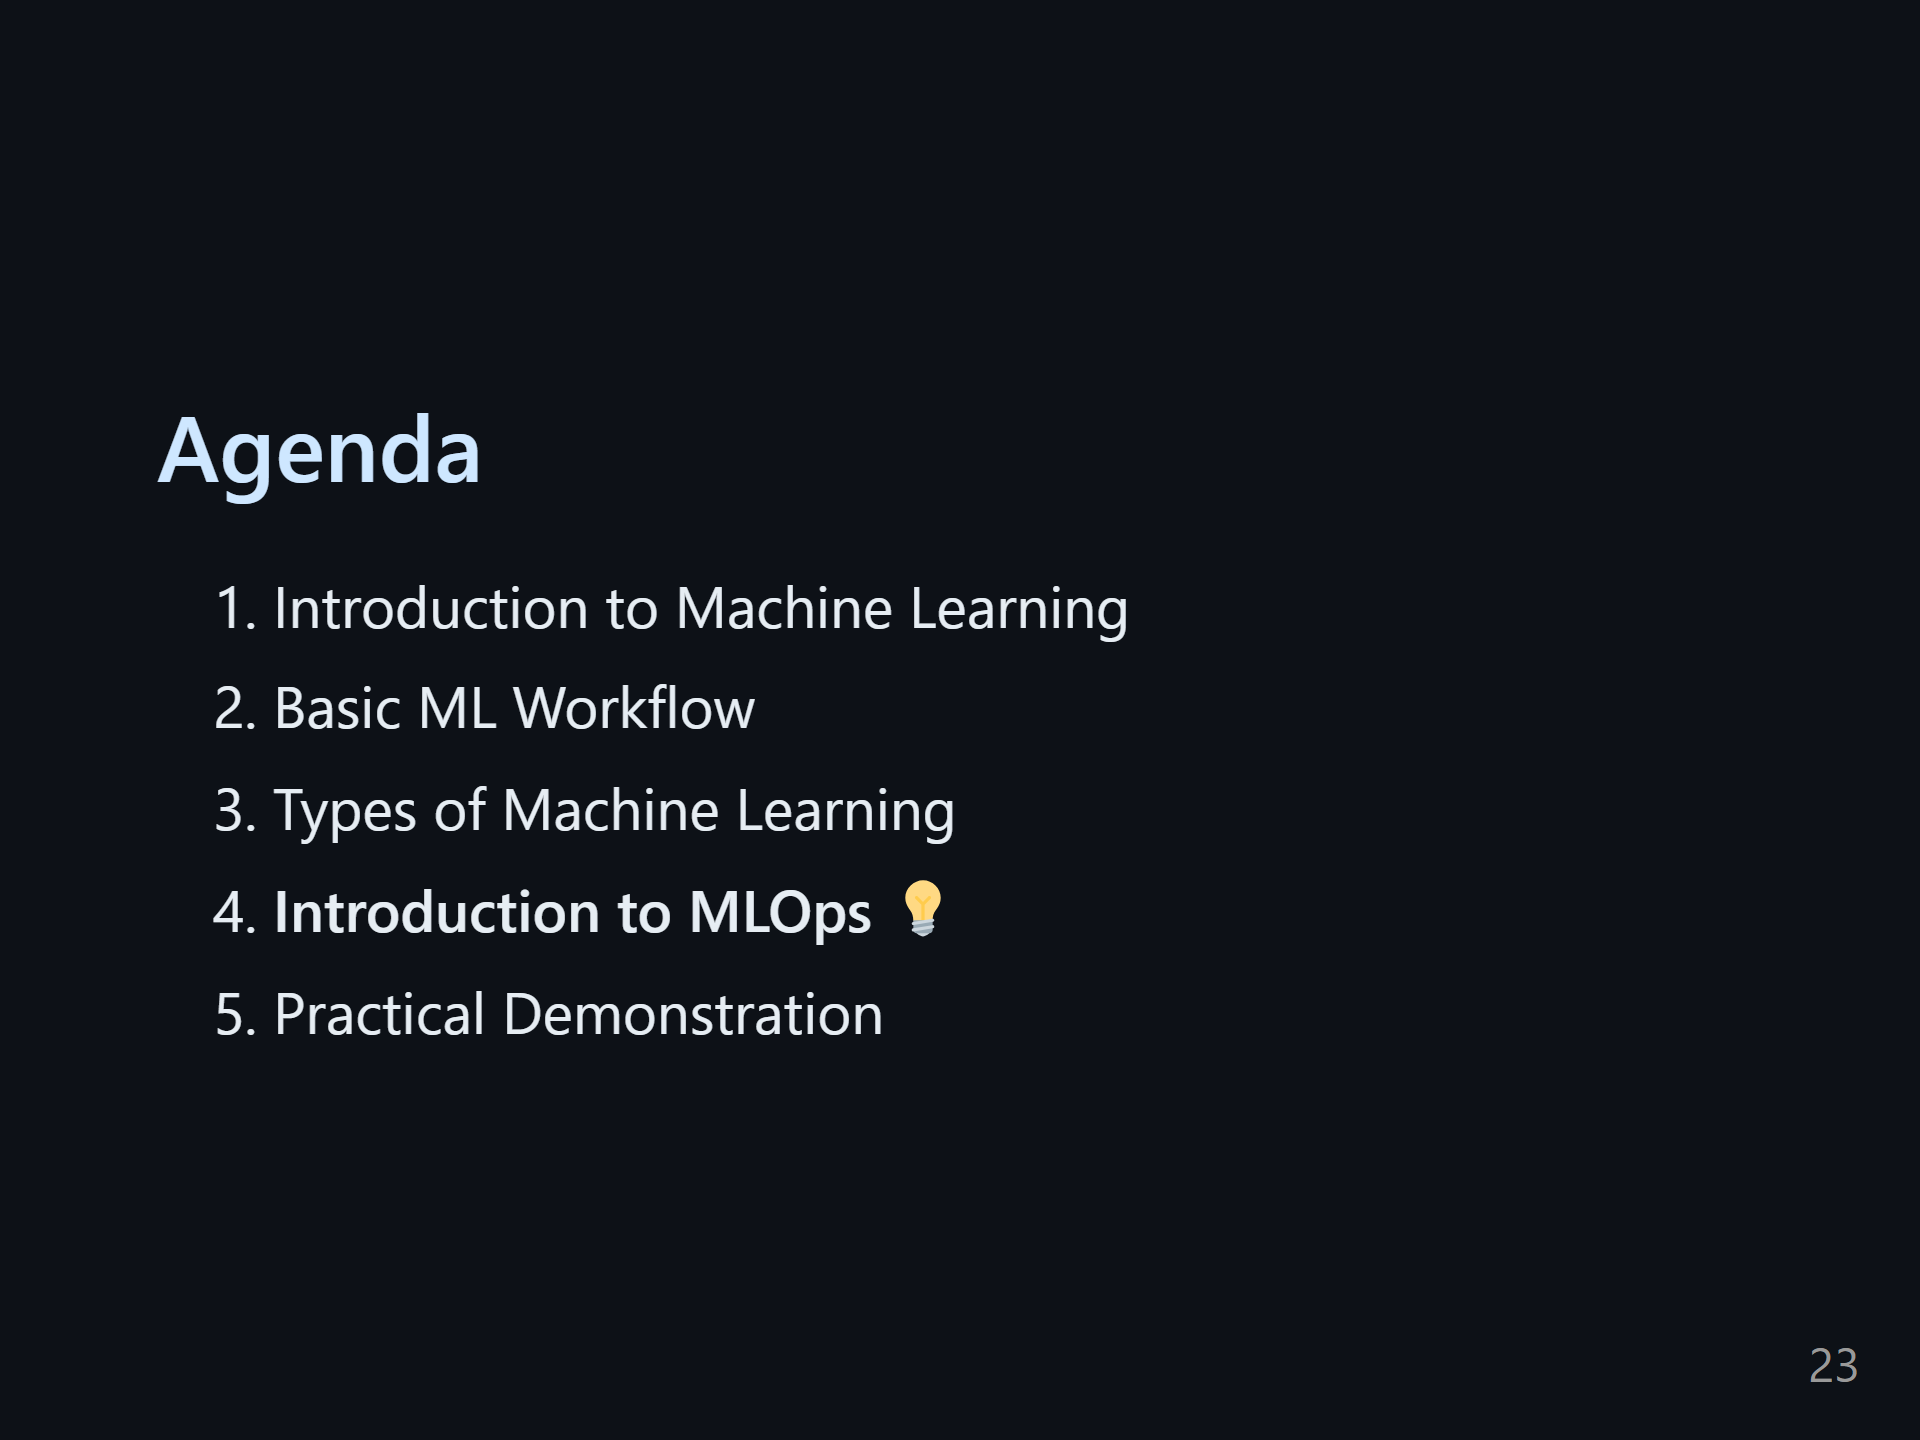 Agenda
1. Introduction to Machine Learning
2. Basic ML Workflow
3. Types of Machine Learning
4. Introduction to MLOps 💡
5. Practical Demonstration
23